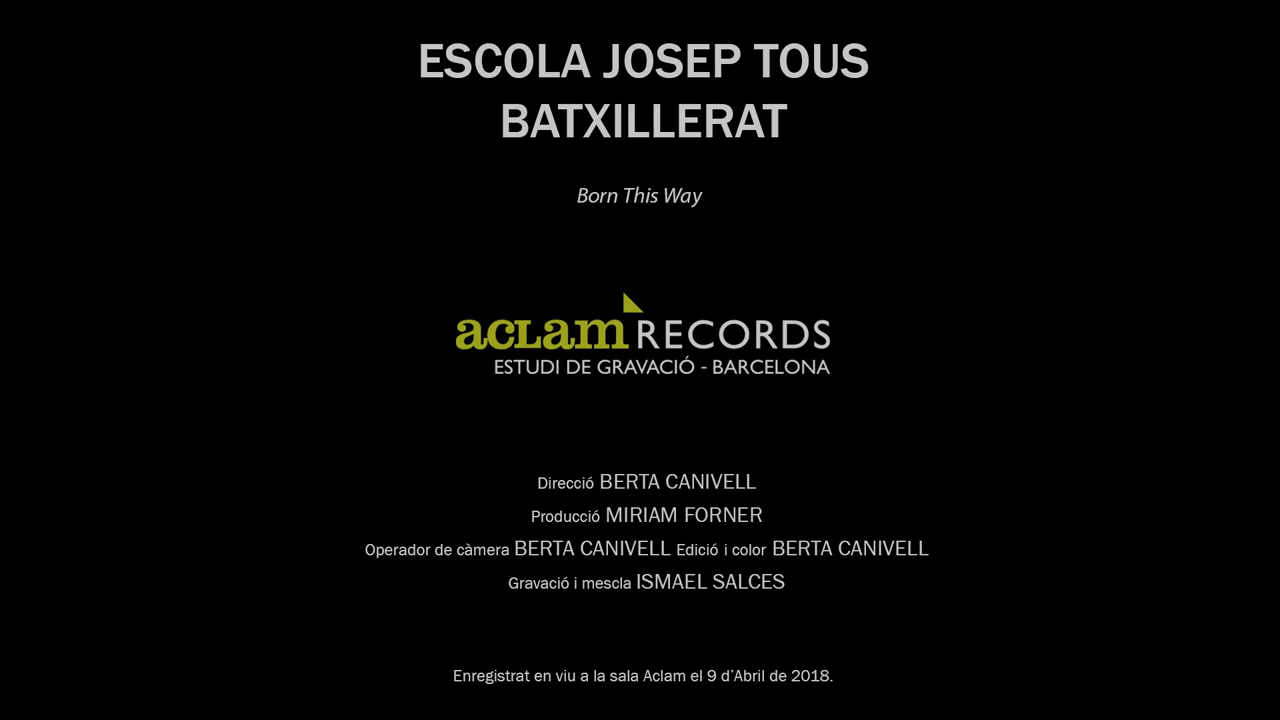 ESCOLA JOSEP TOUS
BATXILLERAT
Born This Way
aclam RECORDS
ESTUDI DE GRAVACIÓ - BARCELONA
Direcció BERTA CANIVELL
Producció MIRIAM FORNER
Operador de càmera BERTA CANIVELL Edició i color BERTA CANIVELL
Gravació i mescla ISMAEL SALCES
Enregistrat en viu a la sala Aclam el 9 d’Abril de 2018.